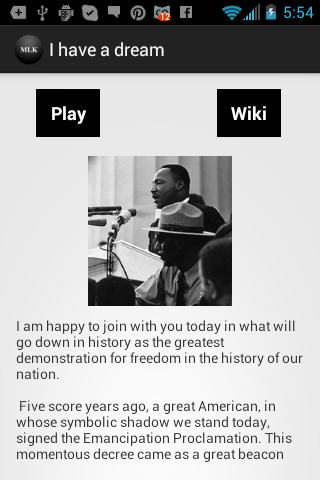 12
5:54
MLK
I have a dream
Play
Wiki
I am happy to join with you today in what will
go down in history as the greatest
demonstration for freedom in the history of our
nation.
Five score years ago, a great American, in
whose symbolic shadow we stand today,
signed the Emancipation Proclamation. This
momentous decree came as a great beacon